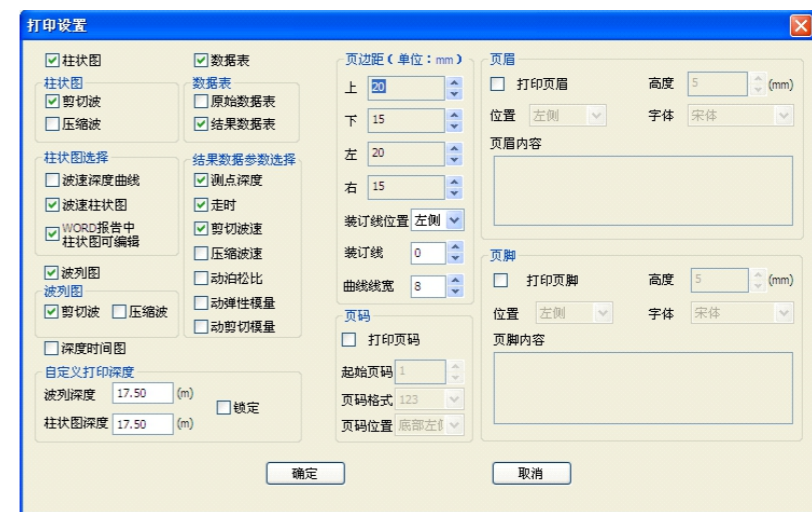 打印设置
柱状图
数据表
柱状图
剪切波
压缩波
数据表
原始数据表
结果数据表
柱状图选择
波速深度曲线
波速柱状图
WORD报告中
柱状图可编辑
结果数据参数选择
测点深度
走时
剪切波速
压缩波速
动泊松比
动弹性模量
动剪切模量
波列图
波列图
剪切波 压缩波
深度时间图
自定义打印深度
波列深度 17.50 (m)
柱状图深度 17.50 (m)
锁定
页边距(单位:mm)
上 20
下 15
左 20
右 15
装订线位置 左侧
装订线 0
曲线线宽 8
页码
打印页码
起始页码 1
页码格式 123
页码位置 底部左侧
页眉
打印页眉 高度 5 (mm)
位置 左侧 字体 宋体
页眉内容
页脚
打印页脚 高度 5 (mm)
位置 左侧 字体 宋体
页脚内容
确定 取消